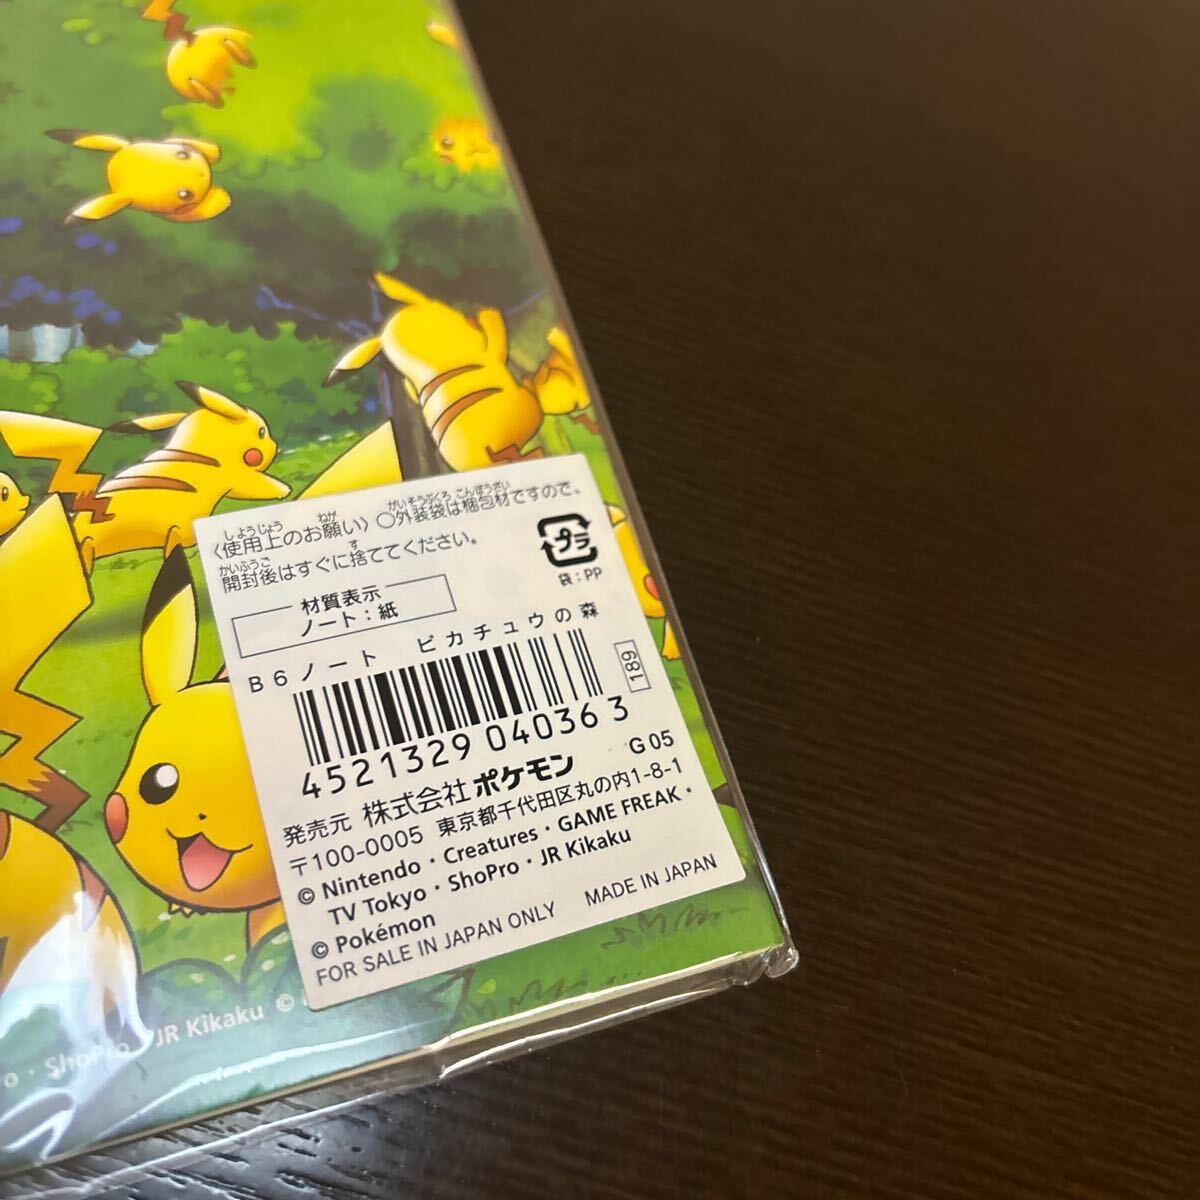 しようじょう ねが がいそうぶくろ こんぽうざい
〈使用上のお願い〉○外装袋は梱包材ですので、
かいふうご す
開封後はすぐに捨ててください。
プラ
袋：PP
材質表示
ノート：紙
B6ノート ピカチュウの森
189
4521329 040363
G 05
発売元 株式会社 ポケモン
〒100-0005 東京都千代田区丸の内1-8-1
© Nintendo・Creatures・GAME FREAK・
TV Tokyo・ShoPro・JR Kikaku
© Pokémon
FOR SALE IN JAPAN ONLY MADE IN JAPAN
・ShoPro・JR Kikaku ©